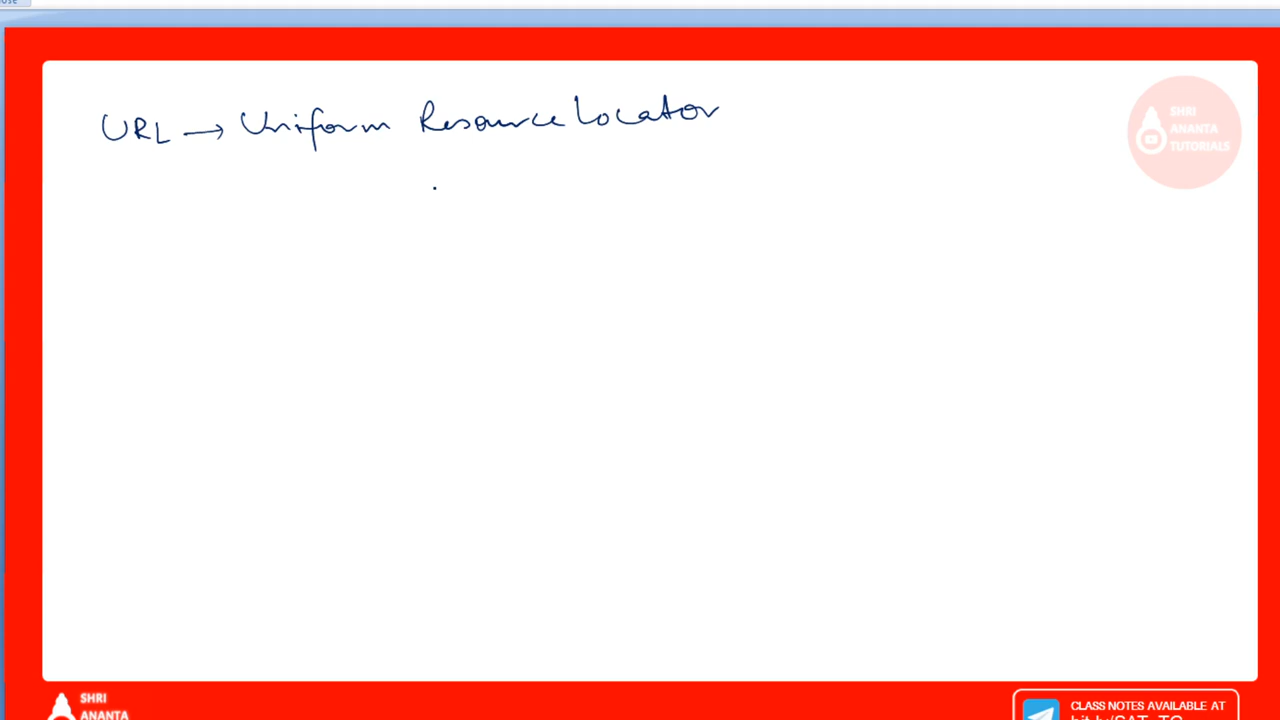 URL → Uniform Resource Locator
SHRI
ANANTA
TUTORIALS
SHRI
ANANTA
CLASS NOTES AVAILABLE AT